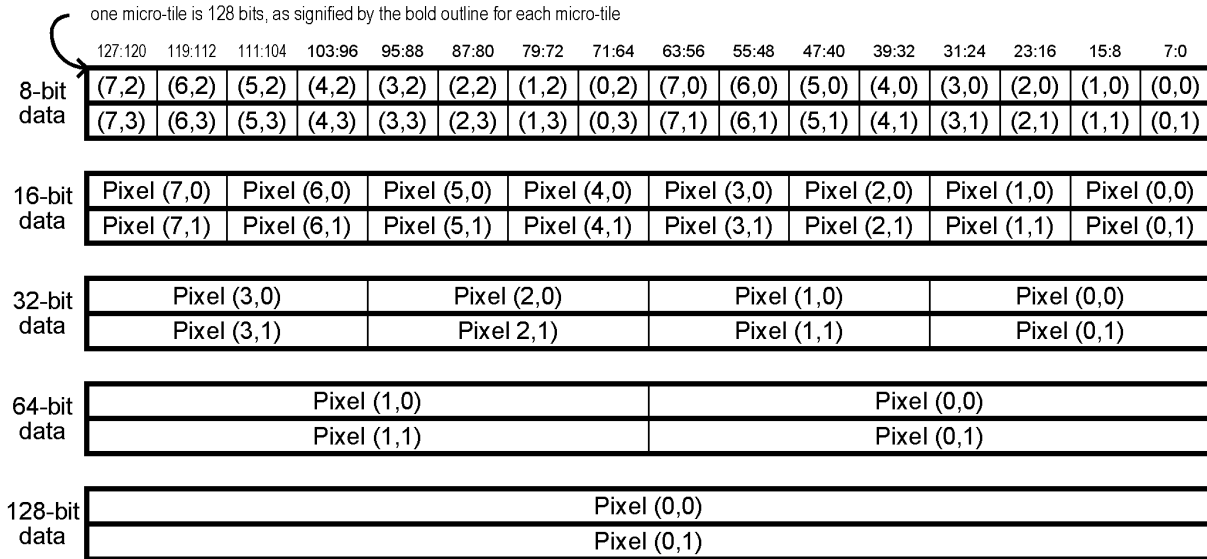 one micro-tile is 128 bits, as signified by the bold outline for each micro-tile
127:120 119:112 111:104 103:96 95:88 87:80 79:72 71:64 63:56 55:48 47:40 39:32 31:24 23:16 15:8 7:0
8-bit data
(7,2) (6,2) (5,2) (4,2) (3,2) (2,2) (1,2) (0,2) (7,0) (6,0) (5,0) (4,0) (3,0) (2,0) (1,0) (0,0)
(7,3) (6,3) (5,3) (4,3) (3,3) (2,3) (1,3) (0,3) (7,1) (6,1) (5,1) (4,1) (3,1) (2,1) (1,1) (0,1)
16-bit data
Pixel (7,0) Pixel (6,0) Pixel (5,0) Pixel (4,0) Pixel (3,0) Pixel (2,0) Pixel (1,0) Pixel (0,0)
Pixel (7,1) Pixel (6,1) Pixel (5,1) Pixel (4,1) Pixel (3,1) Pixel (2,1) Pixel (1,1) Pixel (0,1)
32-bit data
Pixel (3,0) Pixel (2,0) Pixel (1,0) Pixel (0,0)
Pixel (3,1) Pixel 2,1) Pixel (1,1) Pixel (0,1)
64-bit data
Pixel (1,0) Pixel (0,0)
Pixel (1,1) Pixel (0,1)
128-bit data
Pixel (0,0)
Pixel (0,1)